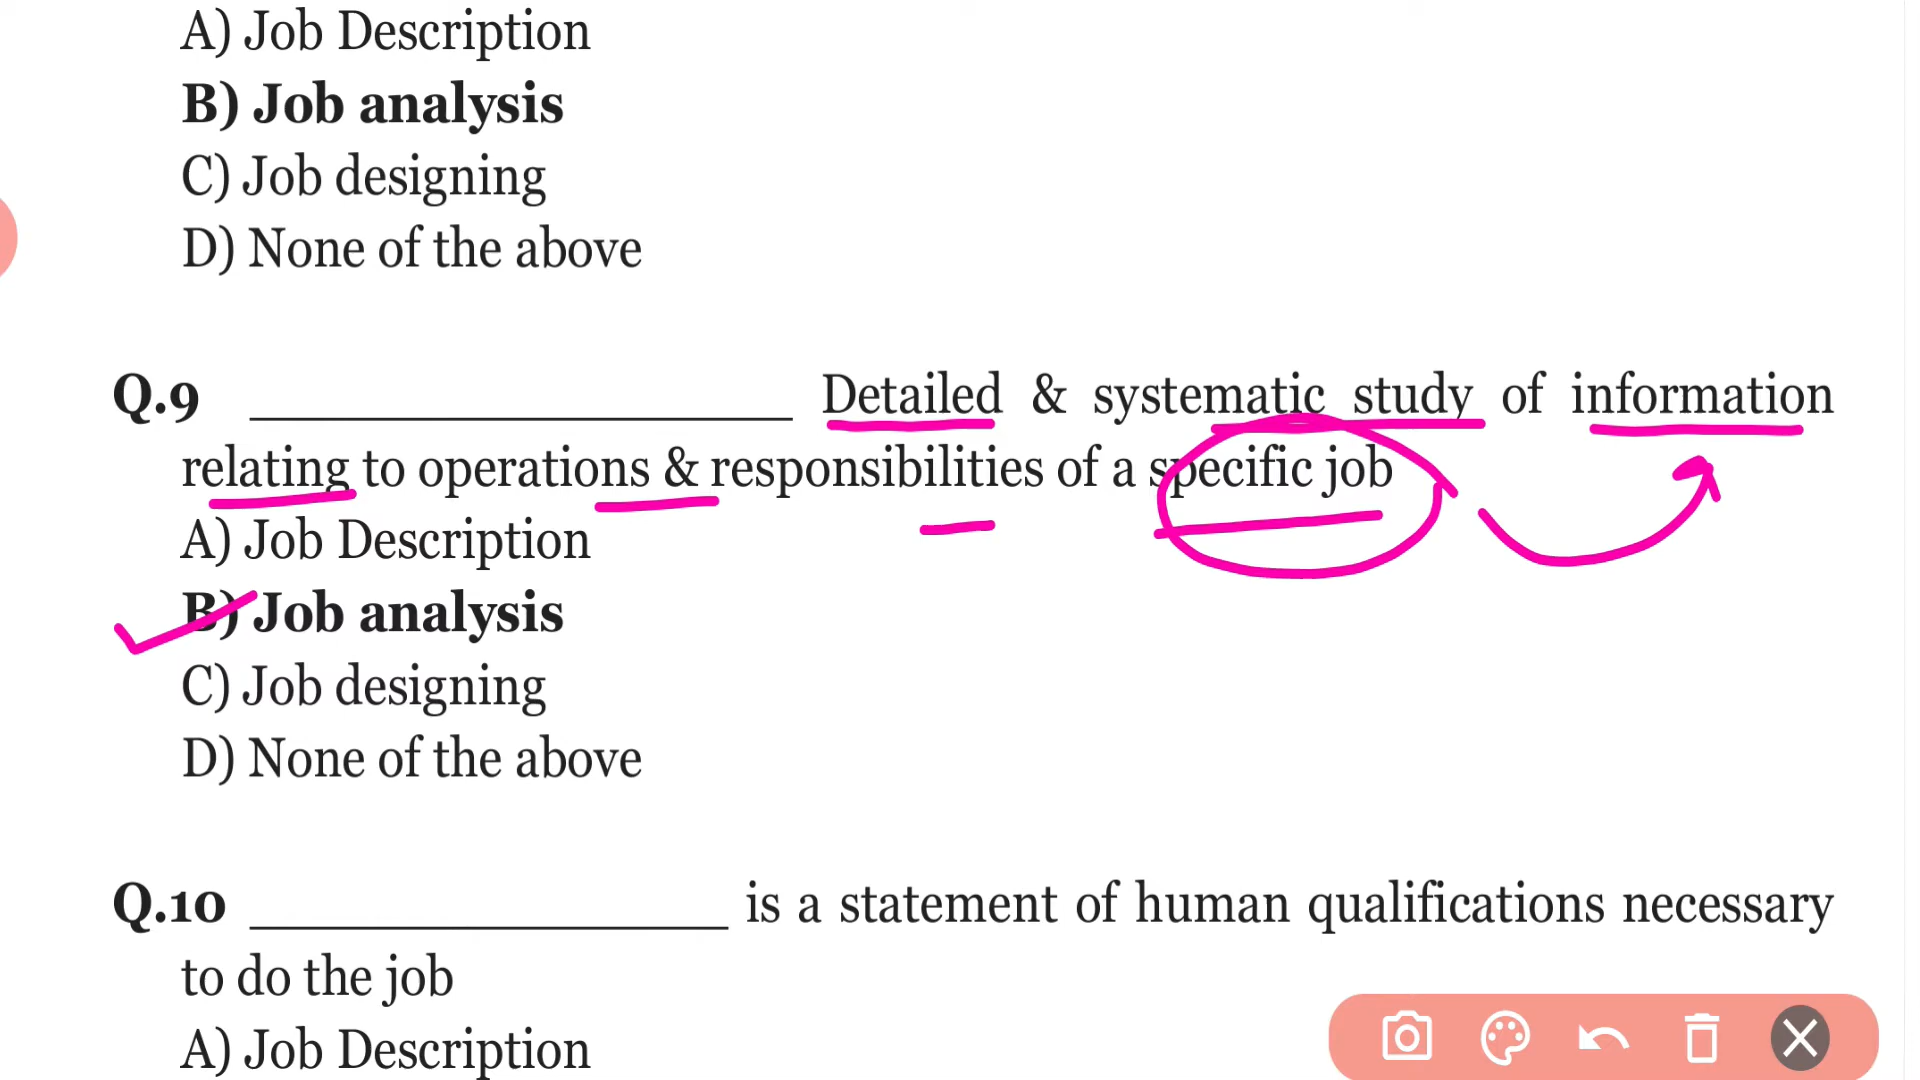 A) Job Description
B) Job analysis
C) Job designing
D) None of the above
Q.9 ____________________ Detailed & systematic study of information
relating to operations & responsibilities of a specific job
A) Job Description
B) Job analysis
C) Job designing
D) None of the above
Q.10 __________________ is a statement of human qualifications necessary
to do the job
A) Job Description